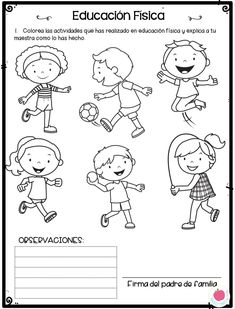 Educación Física
1. Colorea las actividades que has realizado en educación física y explica a tu
maestra como lo has hecho.
OBSERVACIONES:
Firma del padre de familia